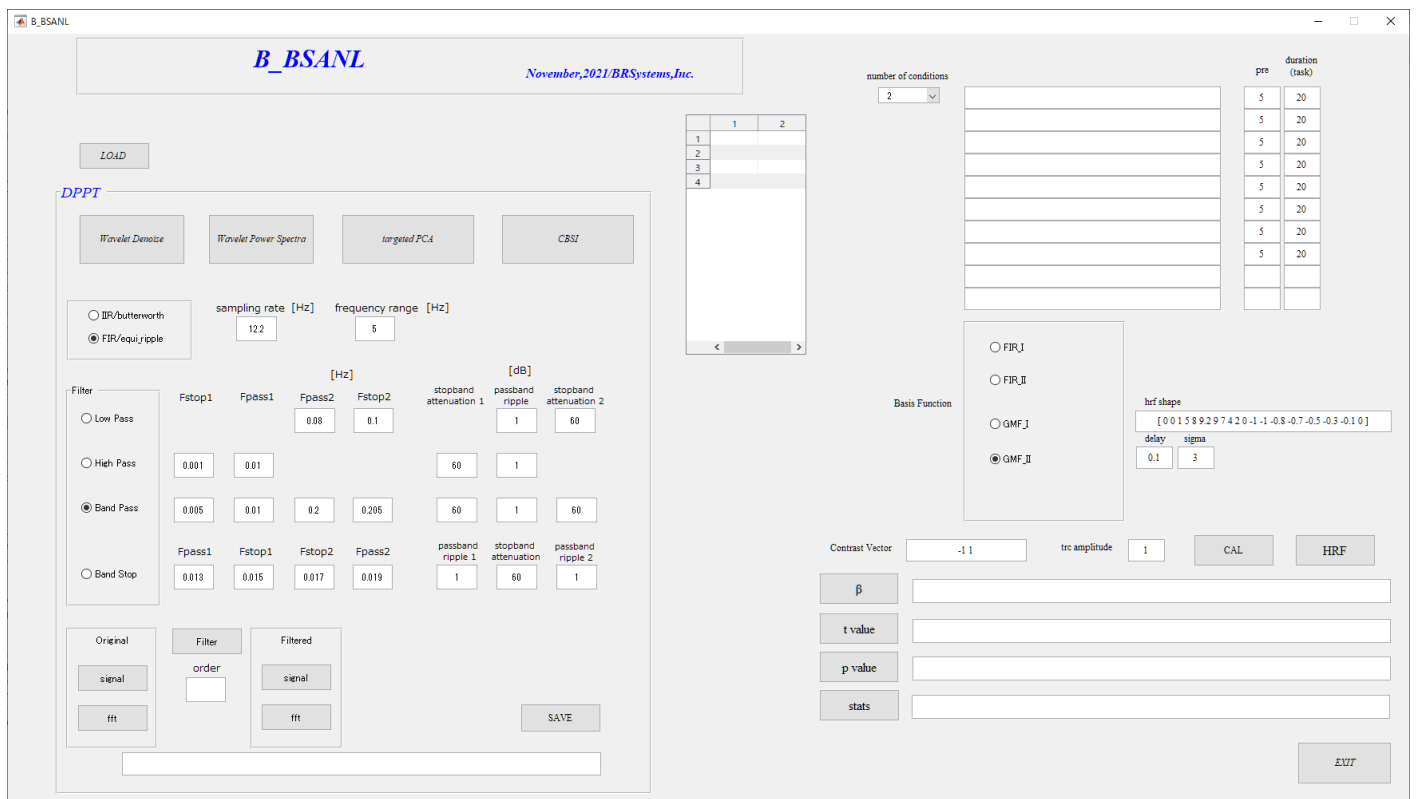 B_BSANL
B_BSANL
November,2021/BRSystems,Inc.
LOAD
DPPT
Wavelet Denoize
Wavelet Power Spectra
targeted PCA
CBSI
IIR/butterworth
FIR/equi_ripple
sampling rate [Hz]
12.2
frequency range [Hz]
5
[Hz]
[dB]
Filter
Fstop1 Fpass1 Fpass2 Fstop2
stopband attenuation 1
passband ripple
stopband attenuation 2
Low Pass
0.08 0.1 1 60
High Pass
0.001 0.01 60 1
Band Pass
0.005 0.01 0.2 0.205 60 1 60
Fpass1 Fstop1 Fstop2 Fpass2
passband ripple 1
stopband attenuation
passband ripple 2
Band Stop
0.013 0.015 0.017 0.019 1 60 1
Original
signal
fft
Filter
order
Filtered
signal
fft
SAVE
1 2
1
2
3
4
number of conditions
2
pre
duration
(task)
5 20
5 20
5 20
5 20
5 20
5 20
5 20
5 20
Basis Function
FIR_I
FIR_II
GMF_I
GMF_II
hrf shape
[ 0 0 1 5 8 9.2 9 7 4 2 0 -1 -1 -0.8 -0.7 -0.5 -0.3 -0.1 0 ]
delay sigma
0.1 3
Contrast Vector
-1 1
trc amplitude
1
CAL
HRF
β
t value
p value
stats
EXIT